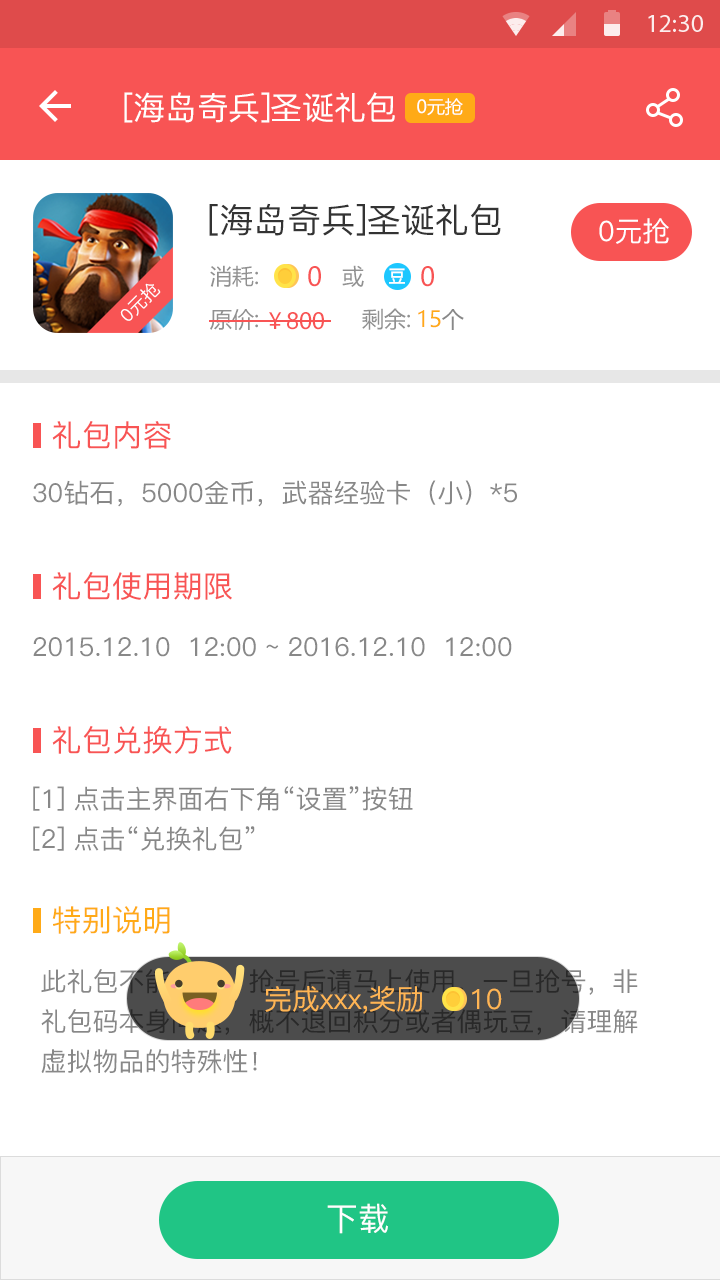 12:30
[海岛奇兵]圣诞礼包 0元抢
[海岛奇兵]圣诞礼包
0元抢
0元抢
消耗: 0 或 豆 0
原价:￥800 剩余:15个
礼包内容
30钻石，5000金币，武器经验卡（小）*5
礼包使用期限
2015.12.10 12:00 ~ 2016.12.10 12:00
礼包兑换方式
[1] 点击主界面右下角“设置”按钮
[2] 点击“兑换礼包”
特别说明
此礼包不 抢号后请马上使用，一旦抢号，非
完成xxx,奖励 10
礼包码本身 ，概不退回积分或者偶玩豆，请理解
虚拟物品的特殊性！
下载